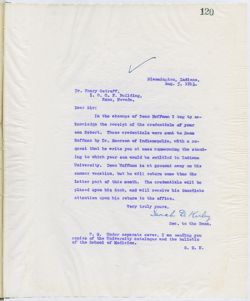 120
Bloomington, Indiana,
Aug. 5, 1914.
Dr. Henry
I. O. O. F. Building,
Reno, Nevada.
Dear Sir:
In the absence of Dean Hoffman I beg to ac-
knowledge the receipt of the credentials of your
son Robert. These credentials were sent to Dean
Hoffman by Dr. Emerson of Indianapolis, with a re-
quest that he write you at once concerning the stand-
ing to which your son would be entitled in Indiana
University. Dean Hoffman is at present away on his
summer vacation, but he will return some time the
latter part of this month. The credentials will be
placed upon his desk, and will receive his immediate
attention upon his return to the office.
Very truly yours,
Sarah B. Kirby
Sec. to the Dean.
P. S. Under separate cover, I am sending you
copies of the University catalogue and the bulletin
of the School of Medicine.